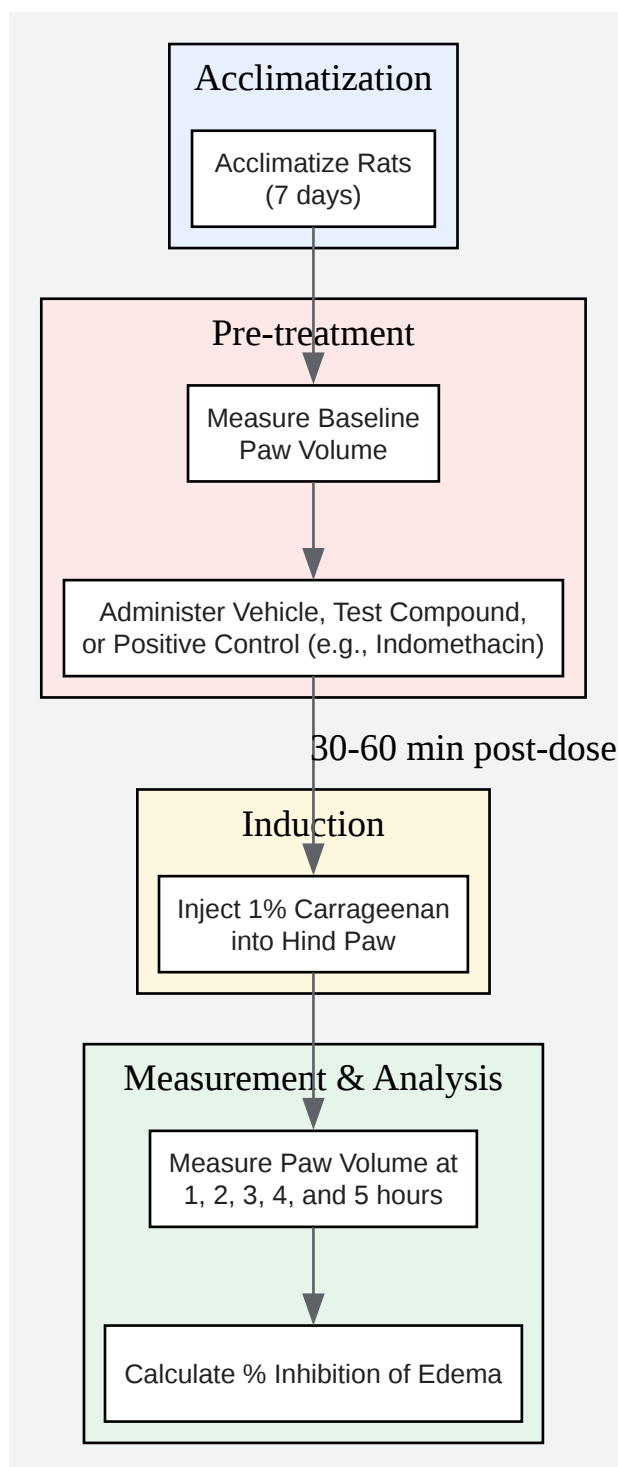 Acclimatization
Acclimatize Rats
(7 days)
Pre-treatment
Measure Baseline
Paw Volume
Administer Vehicle, Test Compound,
or Positive Control (e.g., Indomethacin)
30-60 min post-dose
Induction
Inject 1% Carrageenan
into Hind Paw
Measurement & Analysis
Measure Paw Volume at
1, 2, 3, 4, and 5 hours
Calculate % Inhibition of Edema